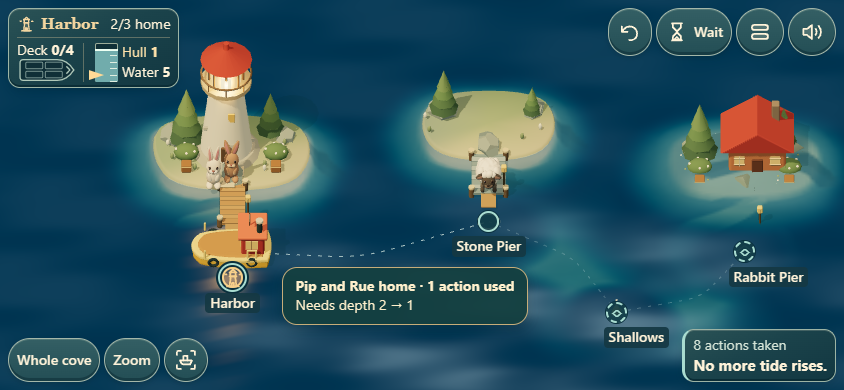 Harbor 2/3 home
Deck 0/4
Hull 1
Water 5
Wait
Stone Pier
Rabbit Pier
Harbor
Pip and Rue home · 1 action used
Needs depth 2 → 1
Shallows
Whole cove
Zoom
8 actions taken
No more tide rises.